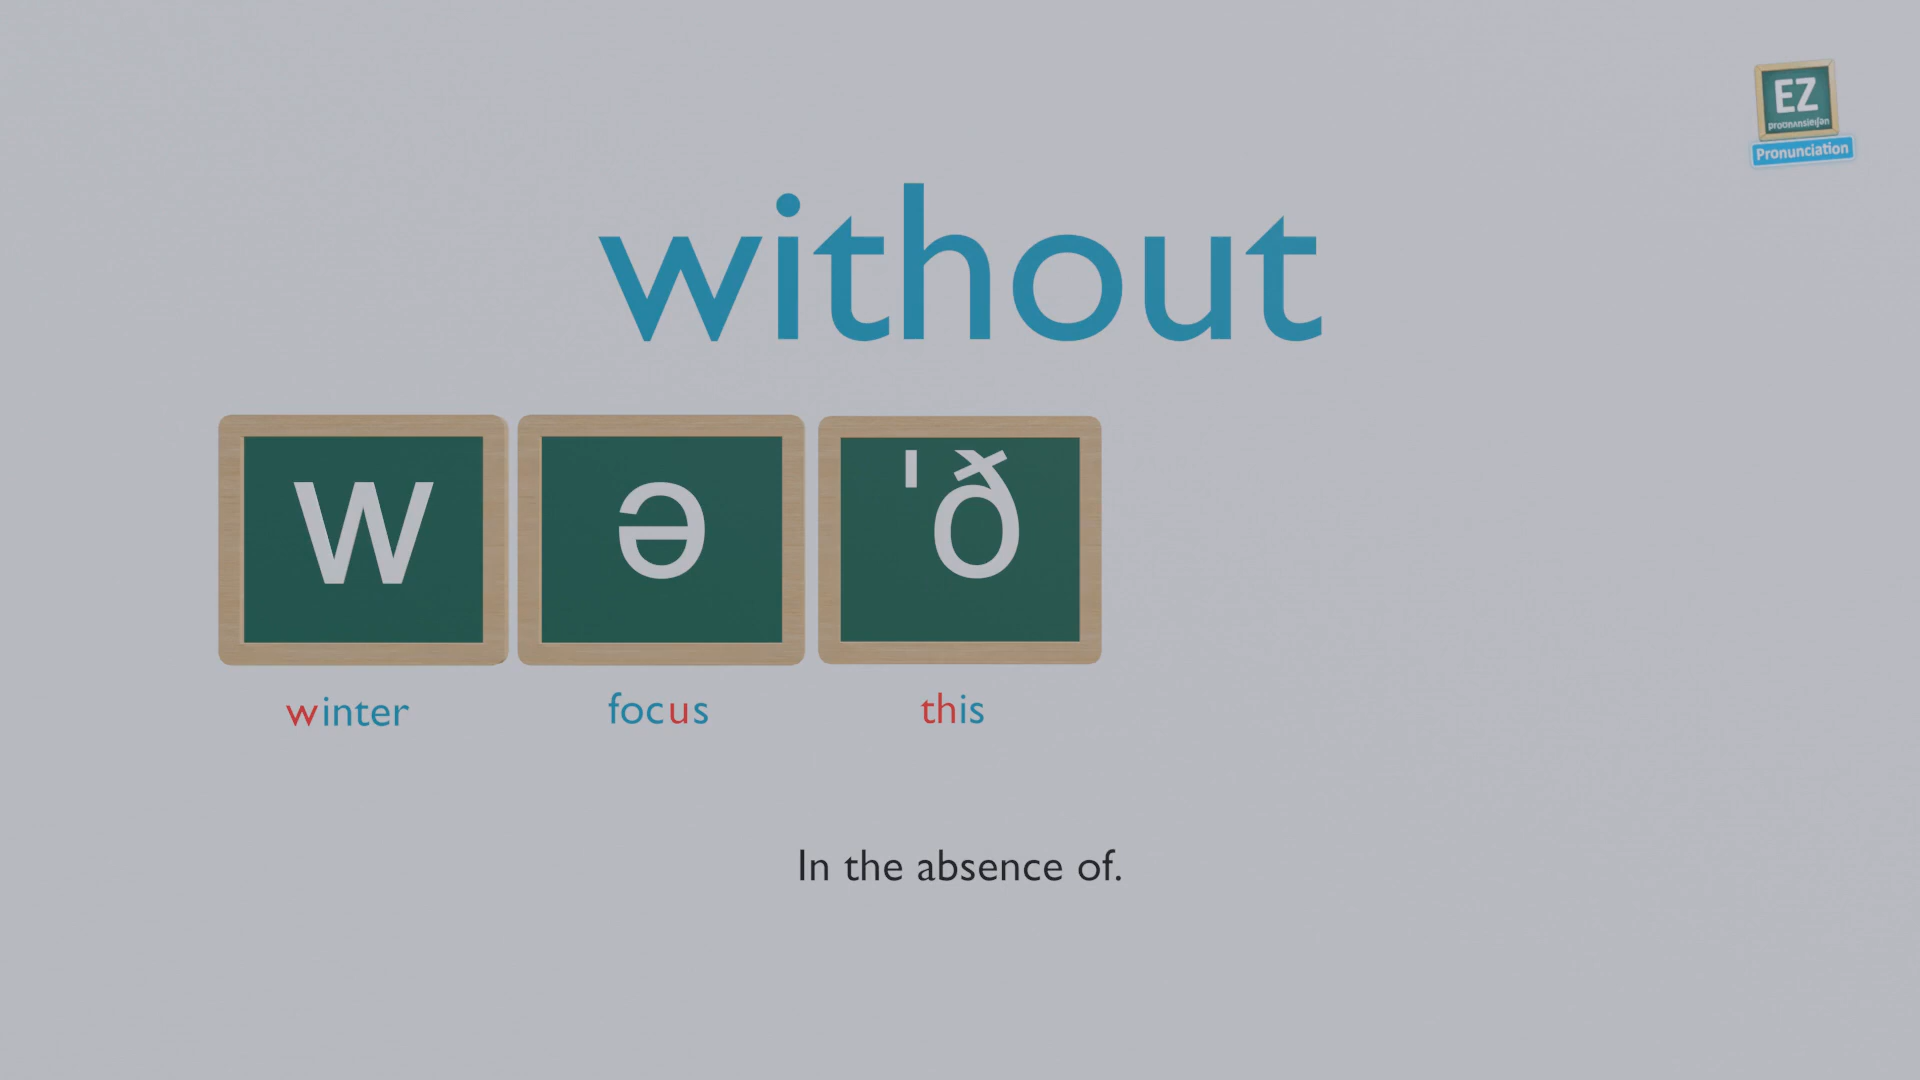 EZ
Pronunciation
without
w ə ˈð
winter focus this
In the absence of.